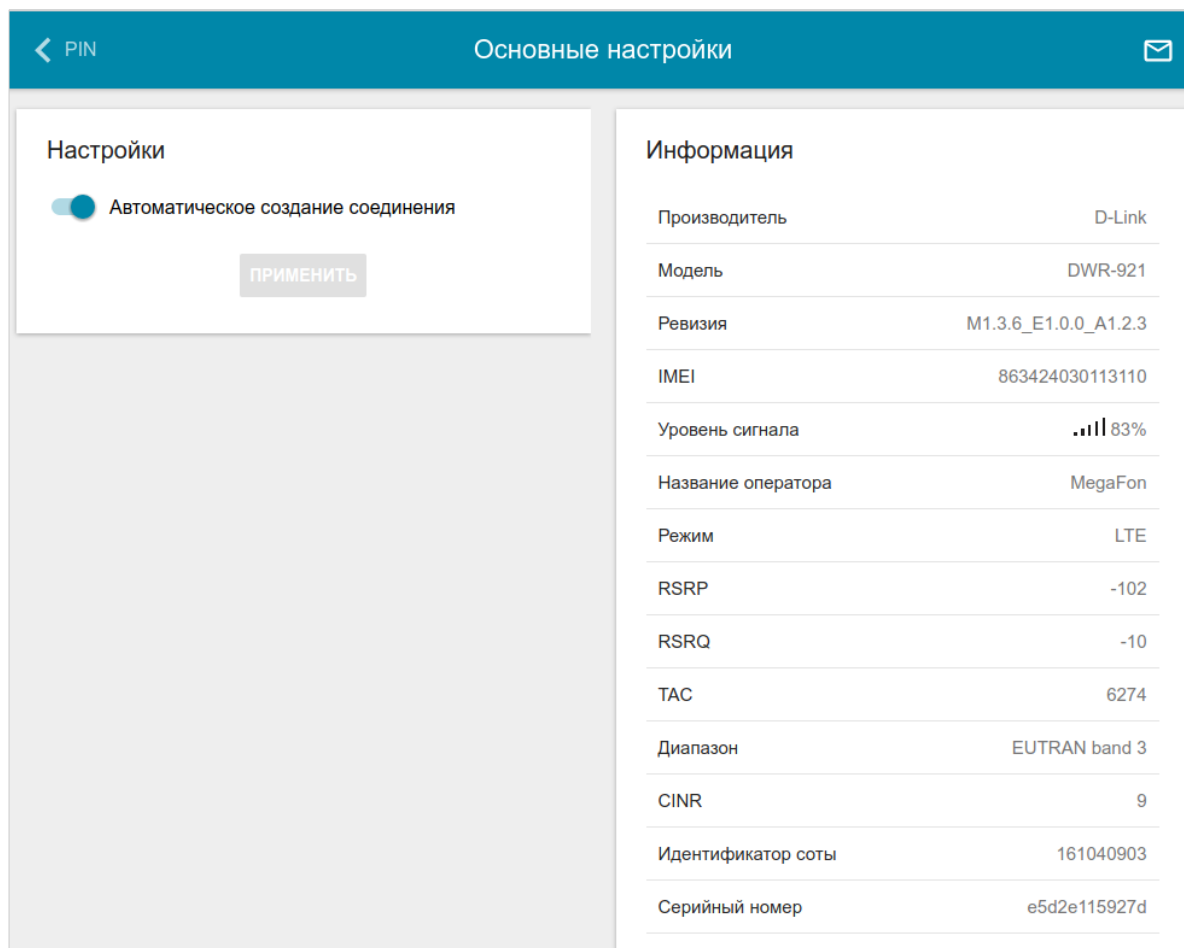 PIN
Основные настройки
Настройки
Автоматическое создание соединения
ПРИМЕНИТЬ
Информация
Производитель D-Link
Модель DWR-921
Ревизия M1.3.6_E1.0.0_A1.2.3
IMEI 863424030113110
Уровень сигнала 83%
Название оператора MegaFon
Режим LTE
RSRP -102
RSRQ -10
TAC 6274
Диапазон EUTRAN band 3
CINR 9
Идентификатор соты 161040903
Серийный номер e5d2e115927d